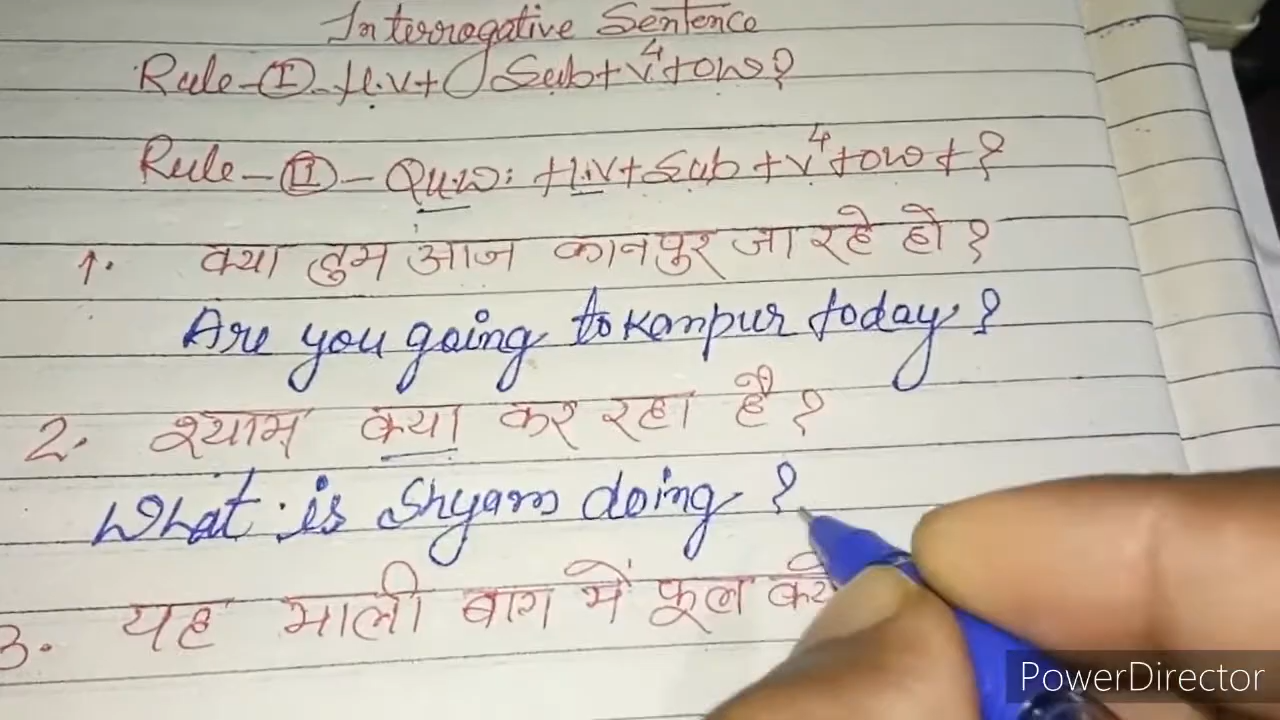 Interrogative Sentence
Rule-(I)-H.V+ Sub+V⁴+OW?
Rule-(II)-Quw: +H.V+Sub+V⁴+OW+?
1. क्या तुम आज कानपुर जा रहे हो ?
Are you going to Kanpur today ?
2. श्याम क्या कर रहा है ?
What is Shyam doing ?
3. यह माली बाग में फूल
PowerDirector